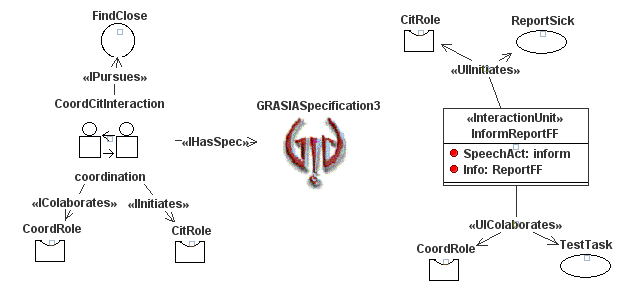 FindClose
«IPursues»
CoordCitInteraction
coordination
«IColaborates»
«IInitiates»
CoordRole
CitRole
«IHasSpec»
GRASIASpecification3
CitRole
ReportSick
«UIInitiates»
«InteractionUnit»
InformReportFF
SpeechAct: inform
Info: ReportFF
«UIColaborates»
CoordRole
TestTask